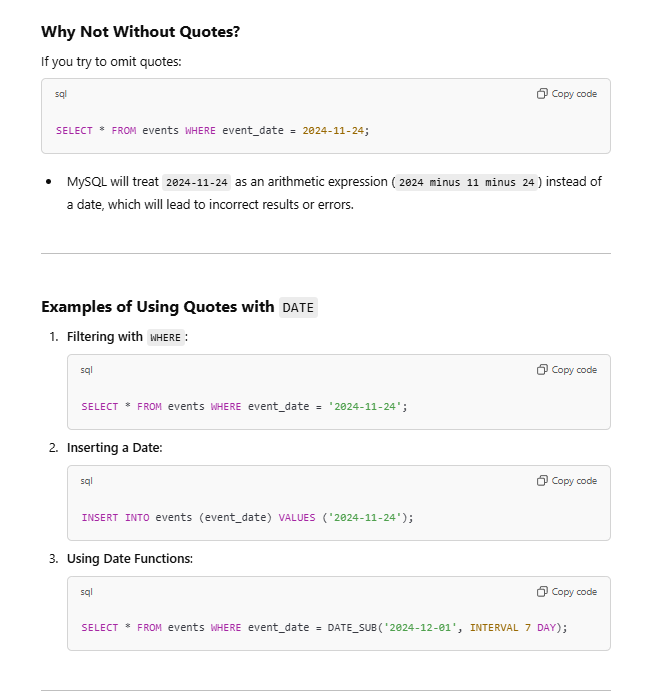 Why Not Without Quotes?
If you try to omit quotes:
sql
Copy code
SELECT * FROM events WHERE event_date = 2024-11-24;
• MySQL will treat 2024-11-24 as an arithmetic expression ( 2024 minus 11 minus 24 ) instead of
a date, which will lead to incorrect results or errors.
Examples of Using Quotes with DATE
1. Filtering with WHERE :
sql
Copy code
SELECT * FROM events WHERE event_date = '2024-11-24';
2. Inserting a Date:
sql
Copy code
INSERT INTO events (event_date) VALUES ('2024-11-24');
3. Using Date Functions:
sql
Copy code
SELECT * FROM events WHERE event_date = DATE_SUB('2024-12-01', INTERVAL 7 DAY);